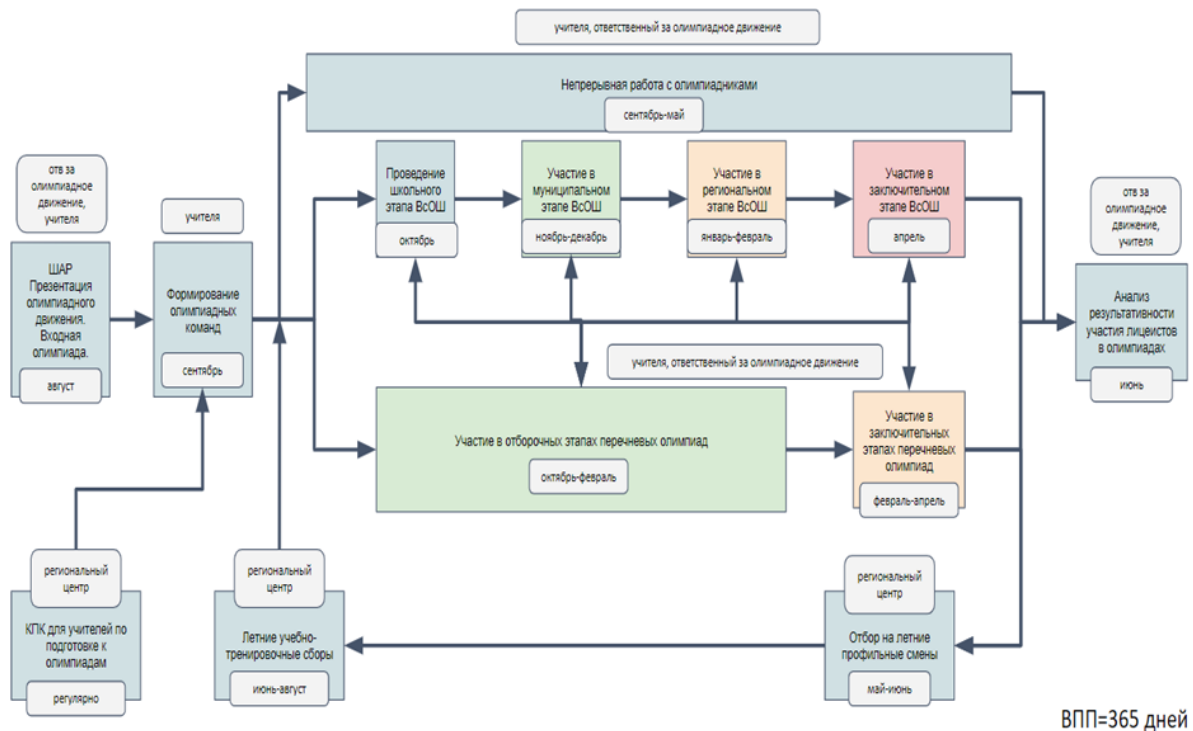 учителя, ответственный за олимпиадное движение
Непрерывная работа с олимпиадниками
сентябрь-май
отв за
олимпиадное
движение,
учителя
ШАР
Презентация
олимпиадного
движения.
Входная
олимпиада.
август
учителя
Формирование
олимпиадных
команд
сентябрь
Проведение
школьного
этапа ВсОШ
октябрь
Участие в
муниципальном
этапе ВсОШ
ноябрь-декабрь
Участие в
региональном
этапе ВсОШ
январь-февраль
Участие в
заключительном
этапе ВсОШ
апрель
отв за
олимпиадное
движение,
учителя
Анализ
результативности
участия лицеистов
в олимпиадах
июнь
учителя, ответственный за олимпиадное движение
Участие в отборочных этапах перечневых олимпиад
октябрь-февраль
Участие в
заключительных
этапах перечневых
олимпиад
февраль-апрель
региональный
центр
КПК для учителей по
подготовке к
олимпиадам
регулярно
региональный
центр
Летние учебно-
тренировочные сборы
июнь-август
региональный
центр
Отбор на летние
профильные смены
май-июнь
ВПП=365 дней